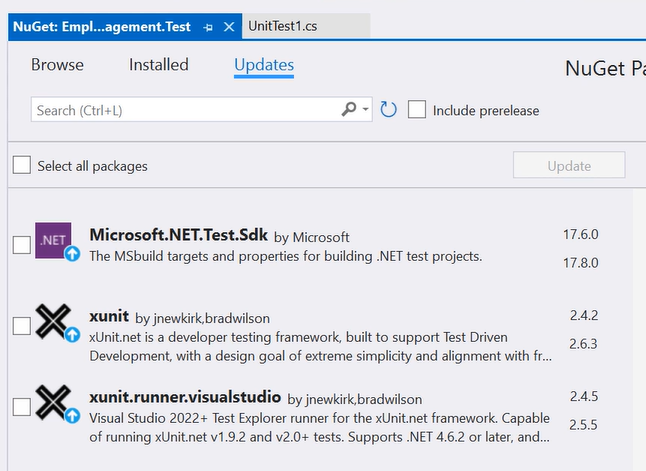 NuGet: Empl...agement.Test
UnitTest1.cs
Browse
Installed
Updates
NuGet Pa
Search (Ctrl+L)
Include prerelease
Select all packages
Update
.NET
Microsoft.NET.Test.Sdk by Microsoft
17.6.0
The MSbuild targets and properties for building .NET test projects.
17.8.0
xunit by jnewkirk,bradwilson
2.4.2
xUnit.net is a developer testing framework, built to support Test Driven
2.6.3
Development, with a design goal of extreme simplicity and alignment with fr...
xunit.runner.visualstudio by jnewkirk,bradwilson
2.4.5
Visual Studio 2022+ Test Explorer runner for the xUnit.net framework. Capable
2.5.5
of running xUnit.net v1.9.2 and v2.0+ tests. Supports .NET 4.6.2 or later, and...